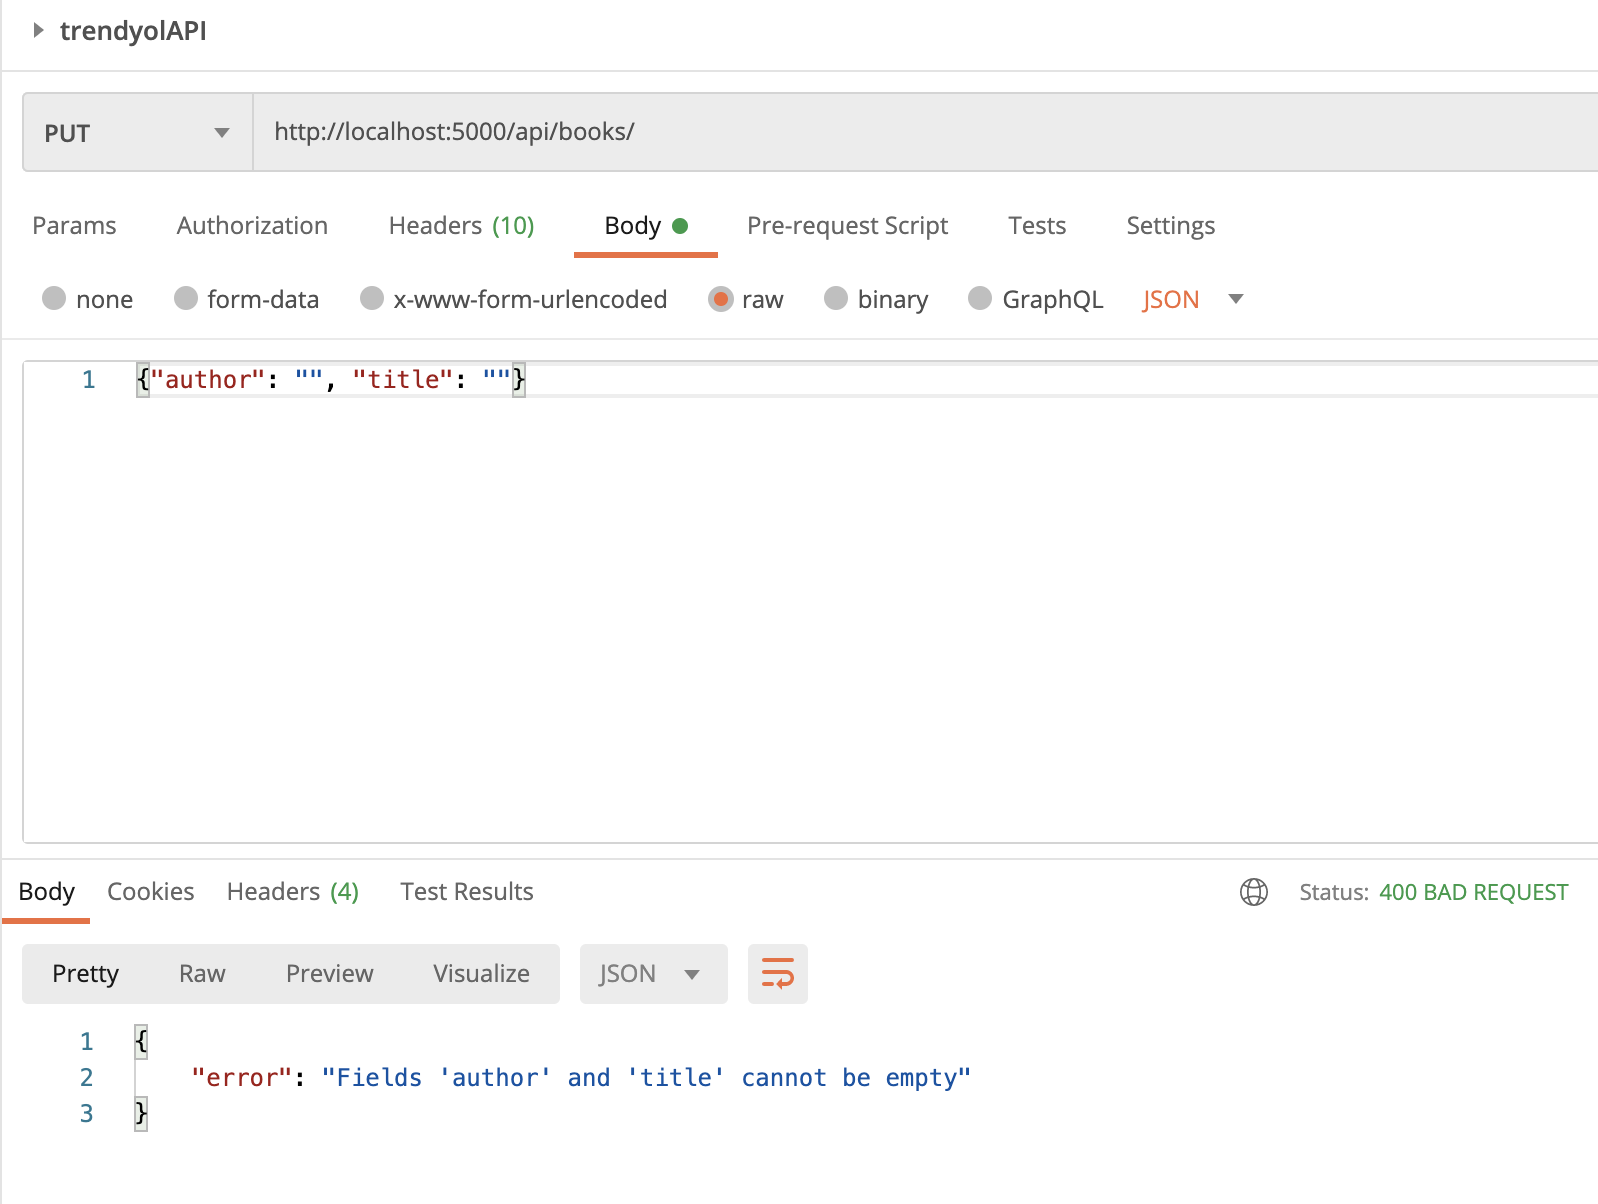 trendyolAPI
PUT http://localhost:5000/api/books/
Params Authorization Headers (10) Body Pre-request Script Tests Settings
none form-data x-www-form-urlencoded raw binary GraphQL JSON
1 {"author": "", "title": ""}
Body Cookies Headers (4) Test Results Status: 400 BAD REQUEST
Pretty Raw Preview Visualize JSON
1 {
2 "error": "Fields 'author' and 'title' cannot be empty"
3 }